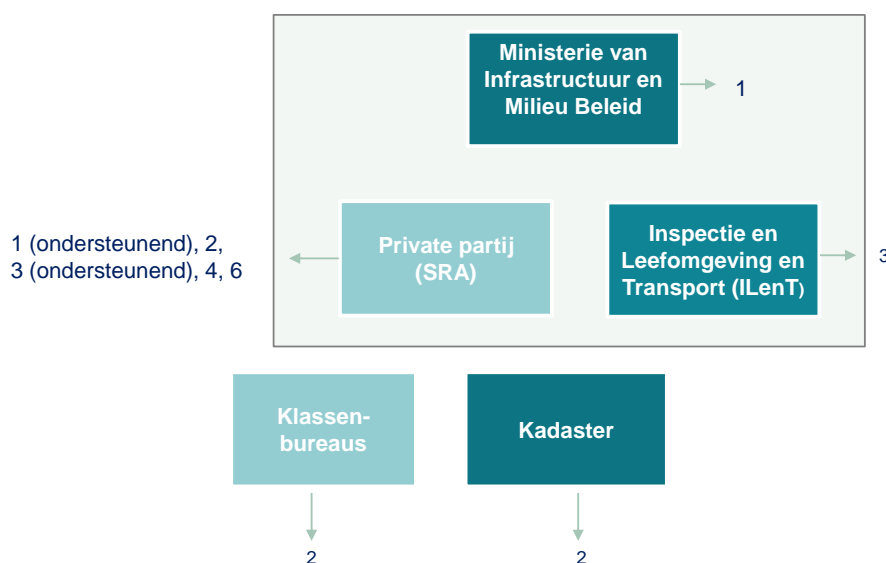 Ministerie van
Infrastructuur en
Milieu Beleid
1
1 (ondersteunend), 2,
3 (ondersteunend), 4, 6
Private partij
(SRA)
Inspectie en
Leefomgeving en
Transport (ILenT)
3
Klassen-
bureaus
Kadaster
2
2